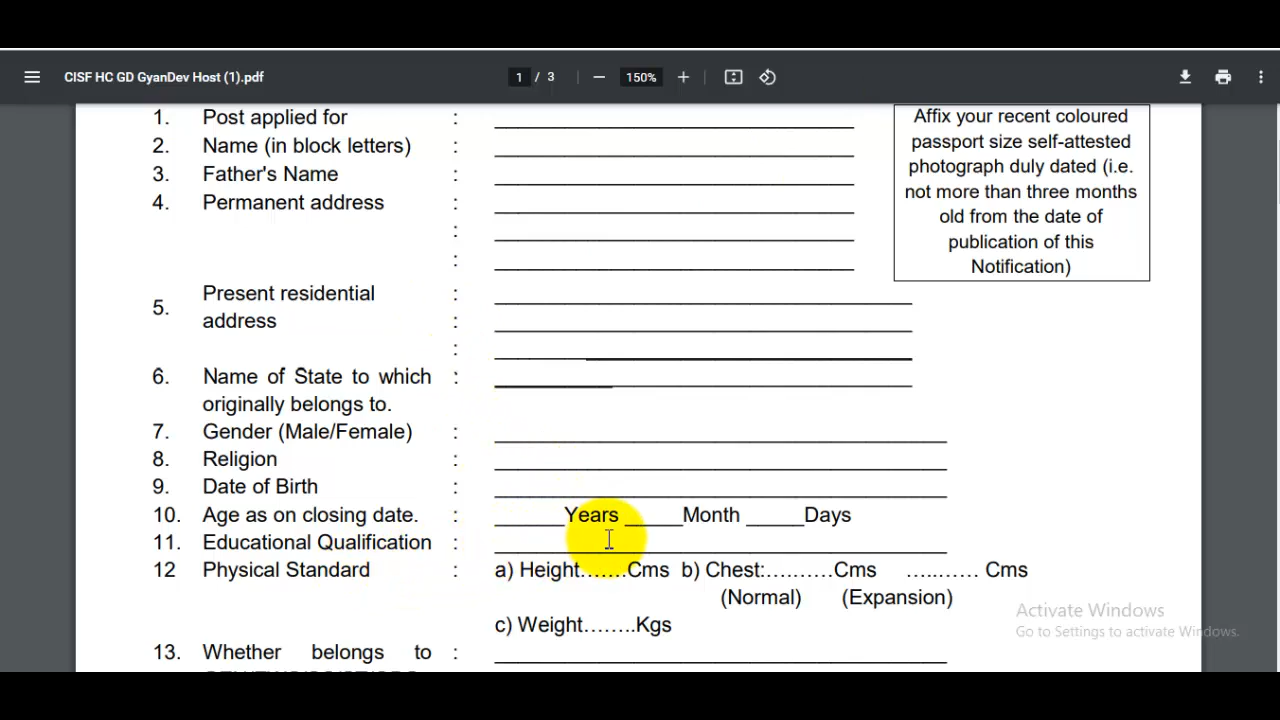 CISF HC GD GyanDev Host (1).pdf
1 / 3
150%
1. Post applied for :
2. Name (in block letters) :
3. Father's Name :
4. Permanent address :
:
:
5. Present residential :
address :
:
6. Name of State to which :
originally belongs to.
7. Gender (Male/Female) :
8. Religion :
9. Date of Birth :
10. Age as on closing date. : ______Years _____Month _____Days
11. Educational Qualification :
12 Physical Standard : a) Height…….Cms b) Chest:……….Cms ………… Cms
(Normal) (Expansion)
c) Weight……..Kgs
13. Whether belongs to :
Affix your recent coloured
passport size self-attested
photograph duly dated (i.e.
not more than three months
old from the date of
publication of this
Notification)
Activate Windows
Go to Settings to activate Windows.